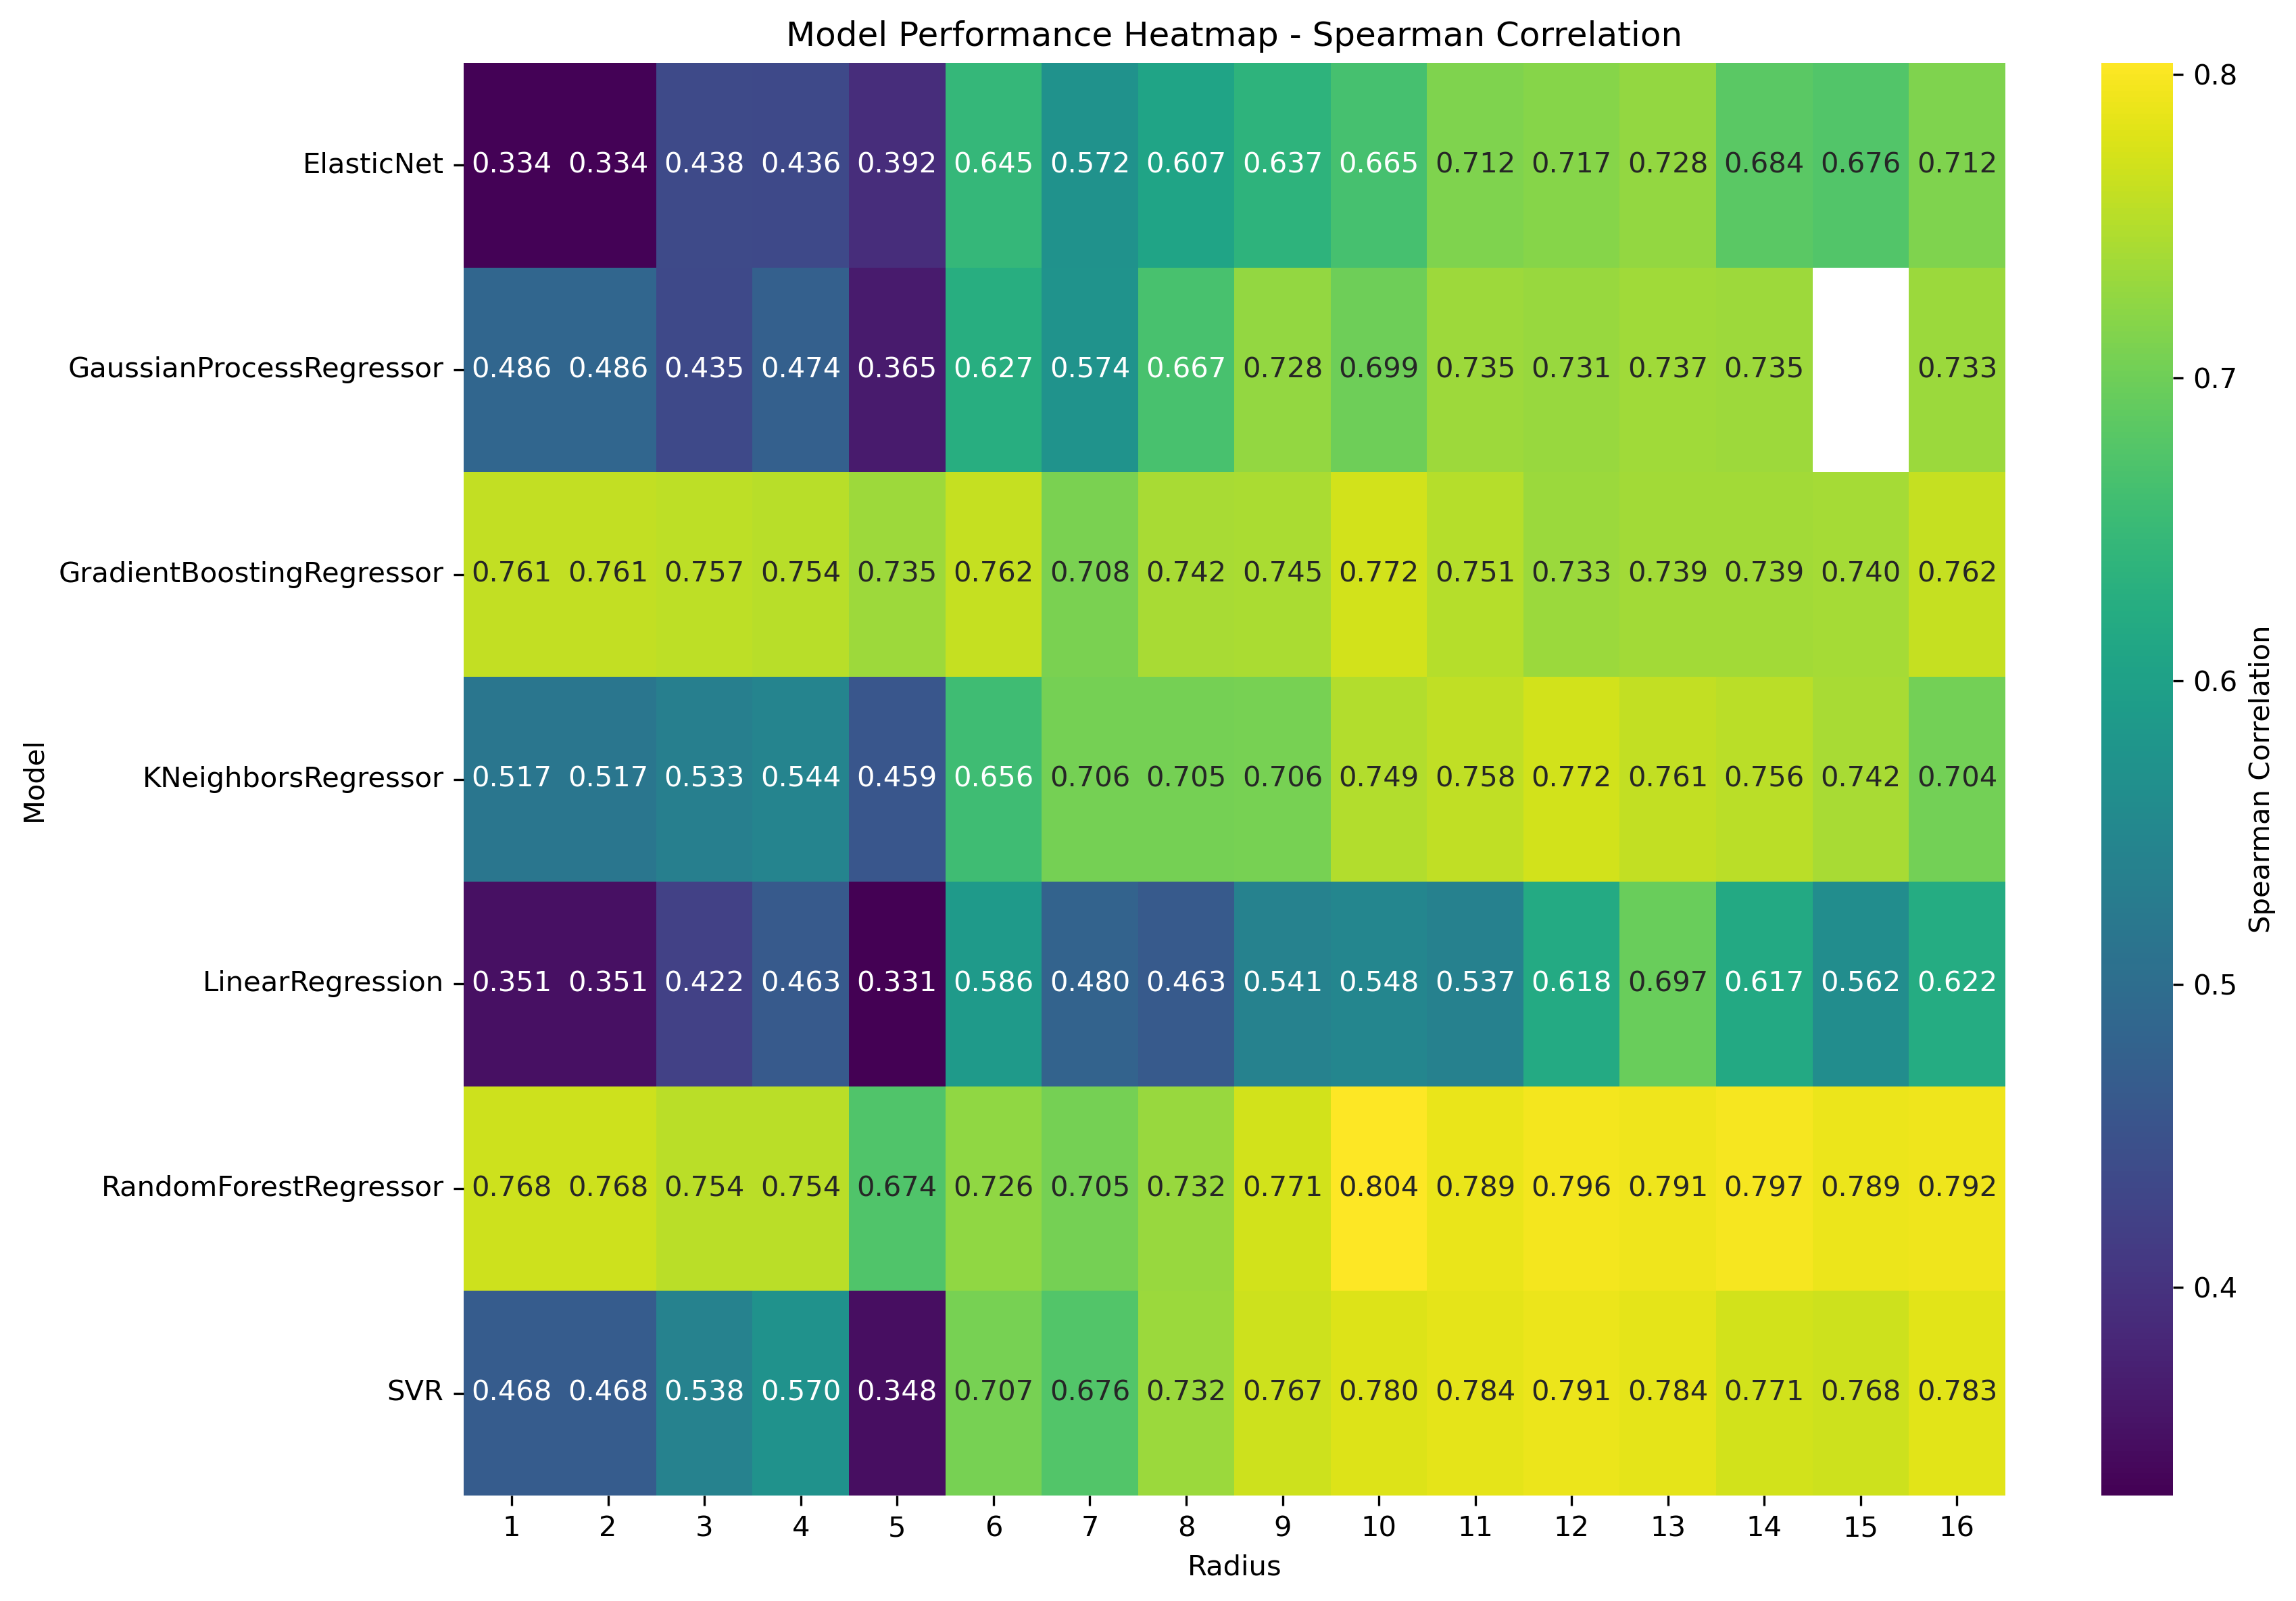 Model Performance Heatmap - Spearman Correlation
ElasticNet 0.334 0.334 0.438 0.436 0.392 0.645 0.572 0.607 0.637 0.665 0.712 0.717 0.728 0.684 0.676 0.712
GaussianProcessRegressor 0.486 0.486 0.435 0.474 0.365 0.627 0.574 0.667 0.728 0.699 0.735 0.731 0.737 0.735 0.733
GradientBoostingRegressor 0.761 0.761 0.757 0.754 0.735 0.762 0.708 0.742 0.745 0.772 0.751 0.733 0.739 0.739 0.740 0.762
KNeighborsRegressor 0.517 0.517 0.533 0.544 0.459 0.656 0.706 0.705 0.706 0.749 0.758 0.772 0.761 0.756 0.742 0.704
LinearRegression 0.351 0.351 0.422 0.463 0.331 0.586 0.480 0.463 0.541 0.548 0.537 0.618 0.697 0.617 0.562 0.622
RandomForestRegressor 0.768 0.768 0.754 0.754 0.674 0.726 0.705 0.732 0.771 0.804 0.789 0.796 0.791 0.797 0.789 0.792
SVR 0.468 0.468 0.538 0.570 0.348 0.707 0.676 0.732 0.767 0.780 0.784 0.791 0.784 0.771 0.768 0.783
1 2 3 4 5 6 7 8 9 10 11 12 13 14 15 16
Radius
Model
0.8
0.7
0.6
0.5
0.4
Spearman Correlation